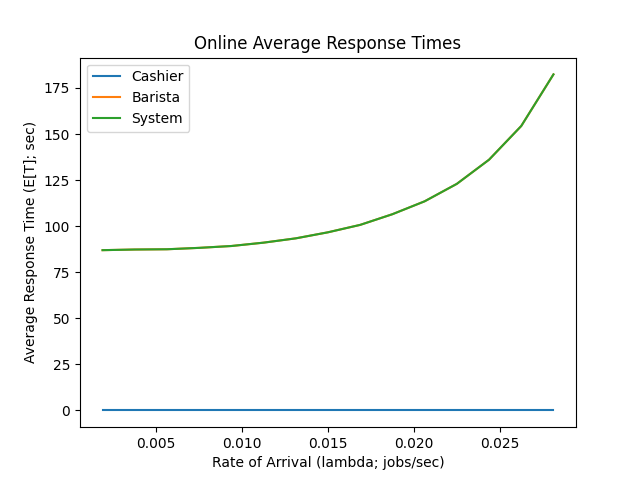 Online Average Response Times
Cashier
Barista
System
Average Response Time (E[T]; sec)
175
150
125
100
75
50
25
0
0.005 0.010 0.015 0.020 0.025
Rate of Arrival (lambda; jobs/sec)